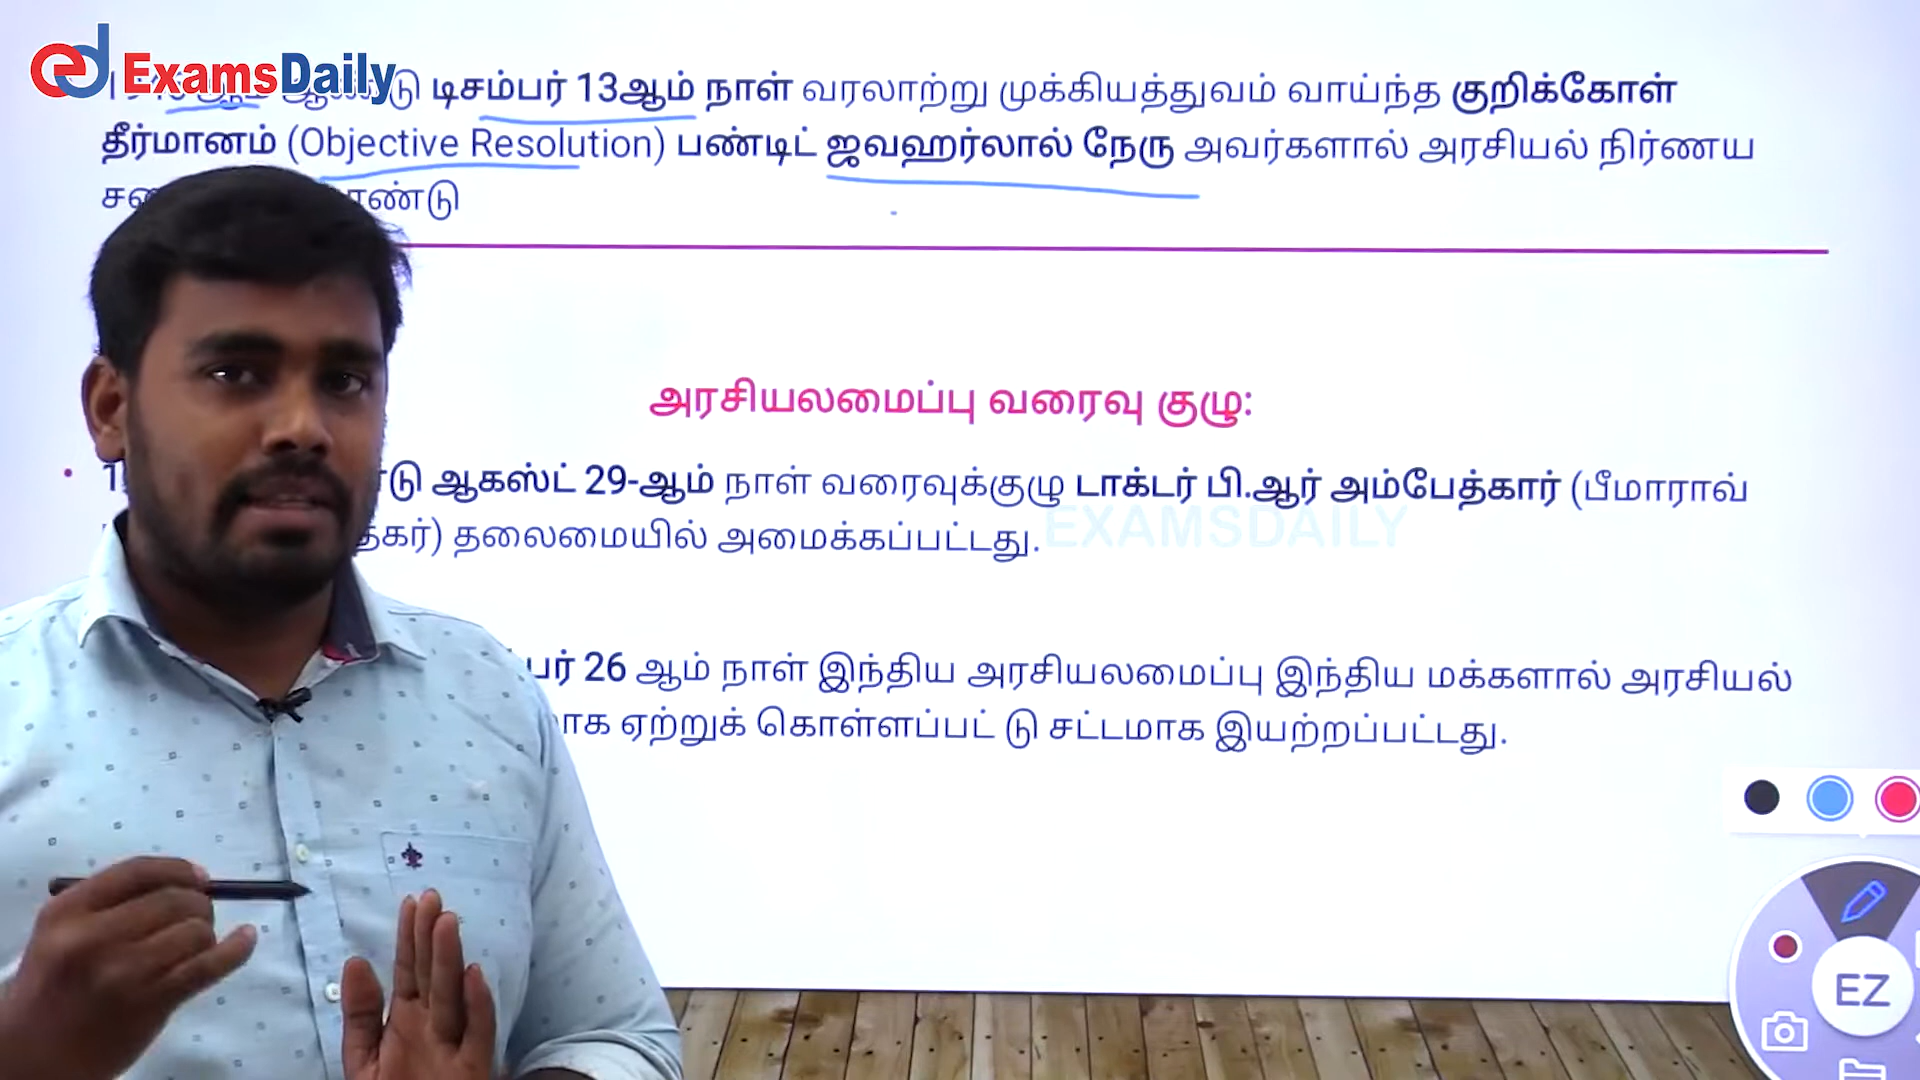 ExamsDaily
டிசம்பர் 13ஆம் நாள் வரலாற்று முக்கியத்துவம் வாய்ந்த குறிக்கோள்
தீர்மானம் (Objective Resolution) பண்டிட் ஜவஹர்லால் நேரு அவர்களால் அரசியல் நிர்ணய
அரசியலமைப்பு வரைவு குழு:
ஆகஸ்ட் 29-ஆம் நாள் வரைவுக்குழு டாக்டர் பி.ஆர் அம்பேத்கார் (பீமாராவ்
தலைமையில் அமைக்கப்பட்டது.
EXAMSDAILY
26 ஆம் நாள் இந்திய அரசியலமைப்பு இந்திய மக்களால் அரசியல்
ஏற்றுக் கொள்ளப்பட் டு சட்டமாக இயற்றப்பட்டது.
EZ